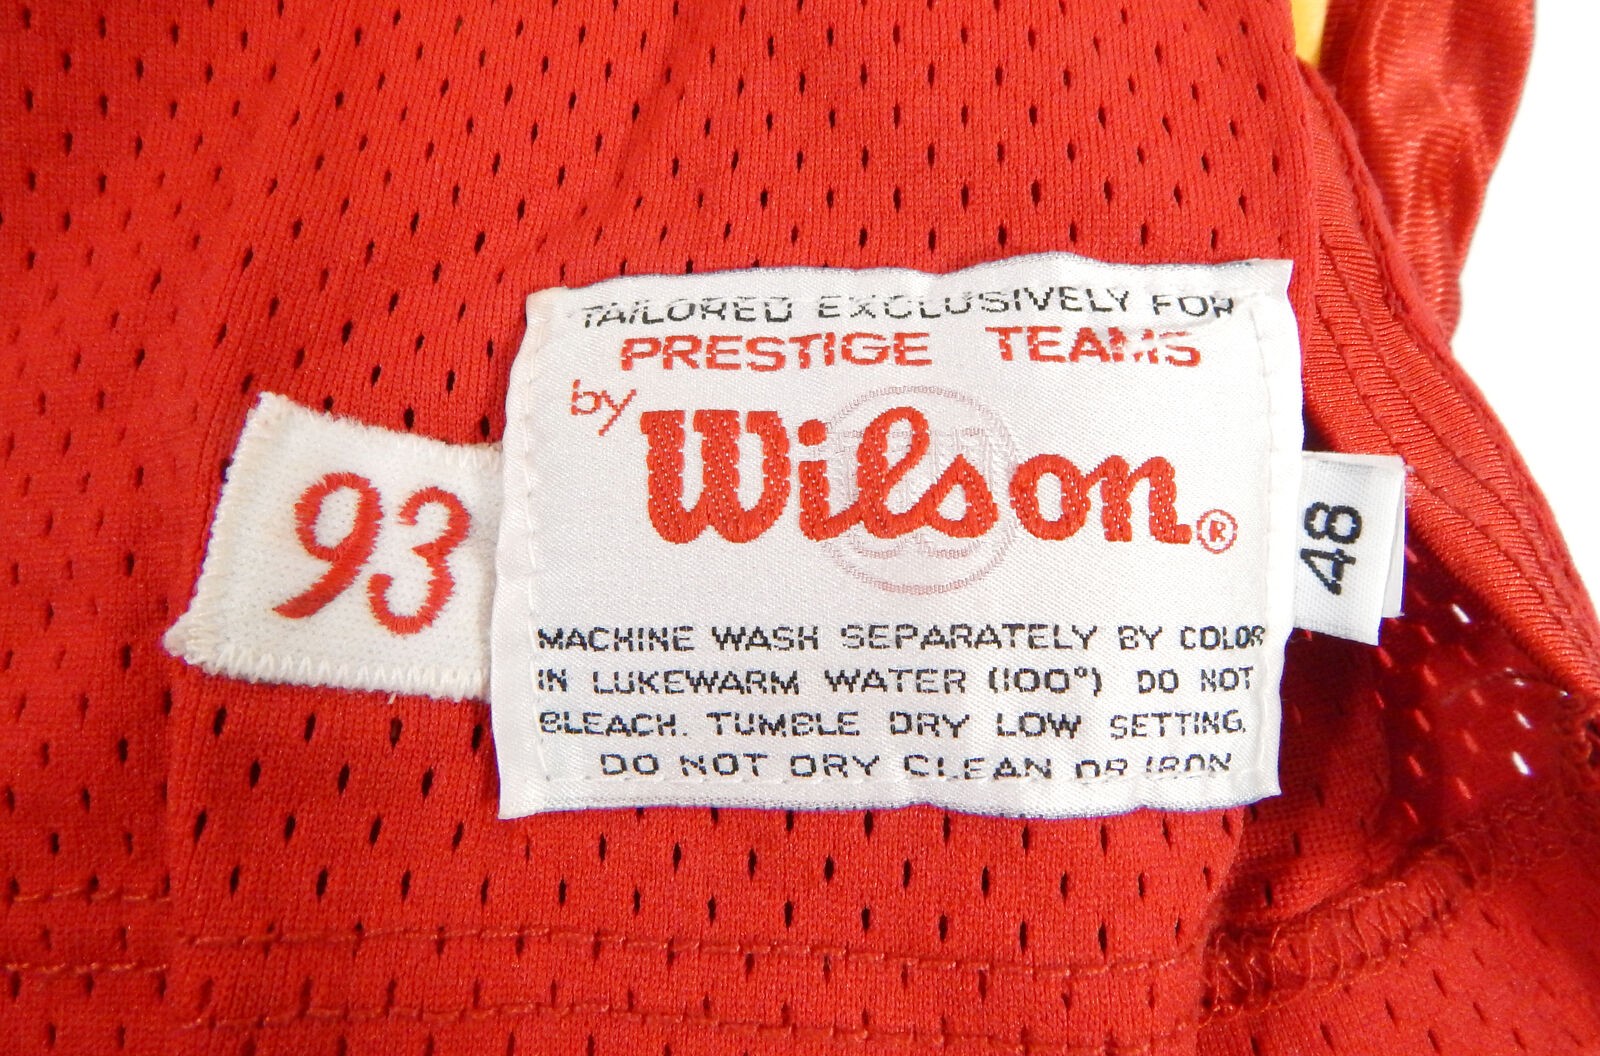 TAILORED EXCLUSIVELY FOR
PRESTIGE TEAMS
by
Wilson®
93
48
MACHINE WASH SEPARATELY BY COLOR
IN LUKEWARM WATER (100°) DO NOT
BLEACH. TUMBLE DRY LOW SETTING.
DO NOT DRY CLEAN OR IRON